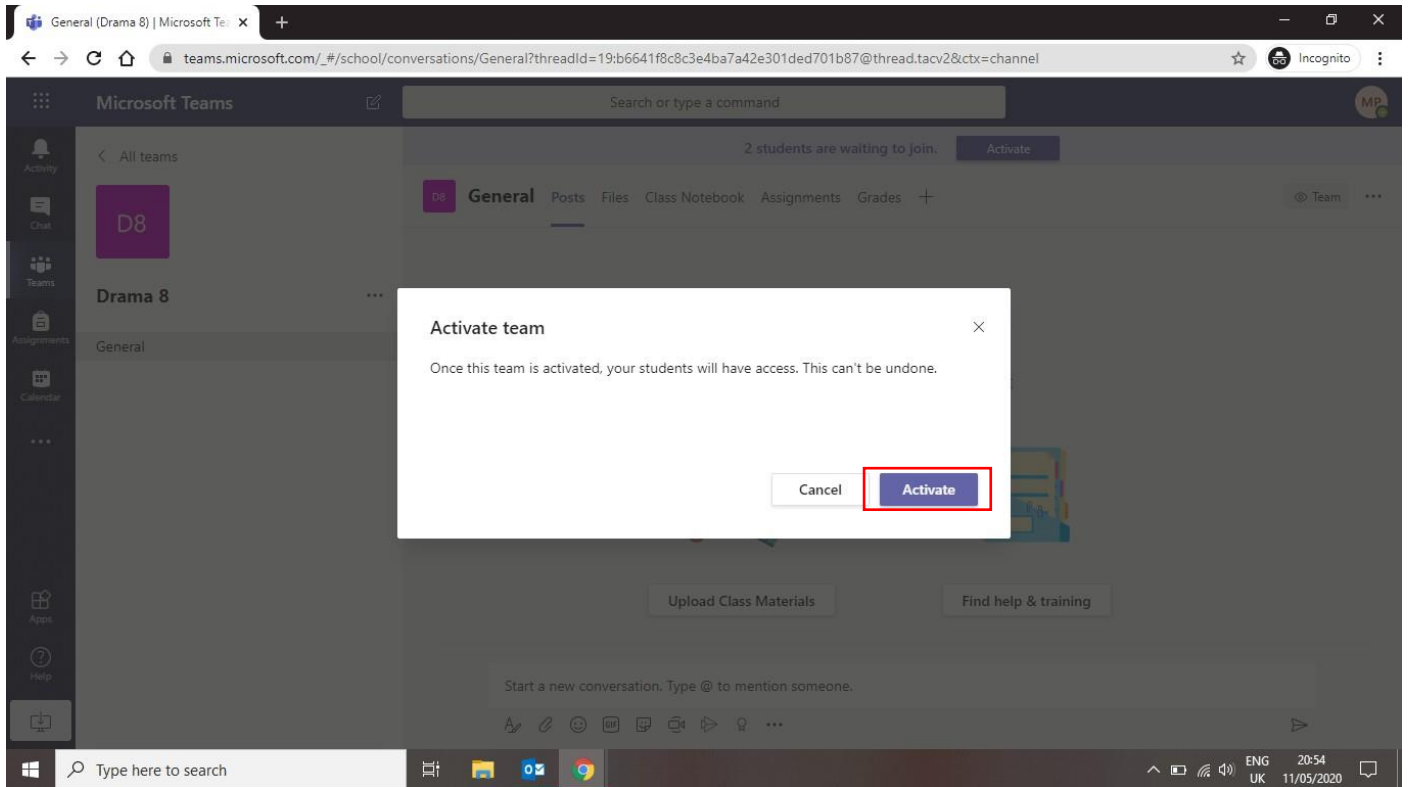 General (Drama 8) | Microsoft Te
teams.microsoft.com/_#/school/conversations/General?threadId=19:b6641f8c8c3e4ba7a42e301ded701b87@thread.tacv2&ctx=channel
Incognito
Microsoft Teams
Search or type a command
MP
Activity
Chat
Teams
Assignments
Calendar
Apps
Help
All teams
D8
Drama 8
General
2 students are waiting to join.
Activate
D8
General
Posts
Files
Class Notebook
Assignments
Grades
Team
Activate team
Once this team is activated, your students will have access. This can't be undone.
Cancel
Activate
Upload Class Materials
Find help & training
Start a new conversation. Type @ to mention someone.
GIF
Type here to search
ENG
UK
20:54
11/05/2020